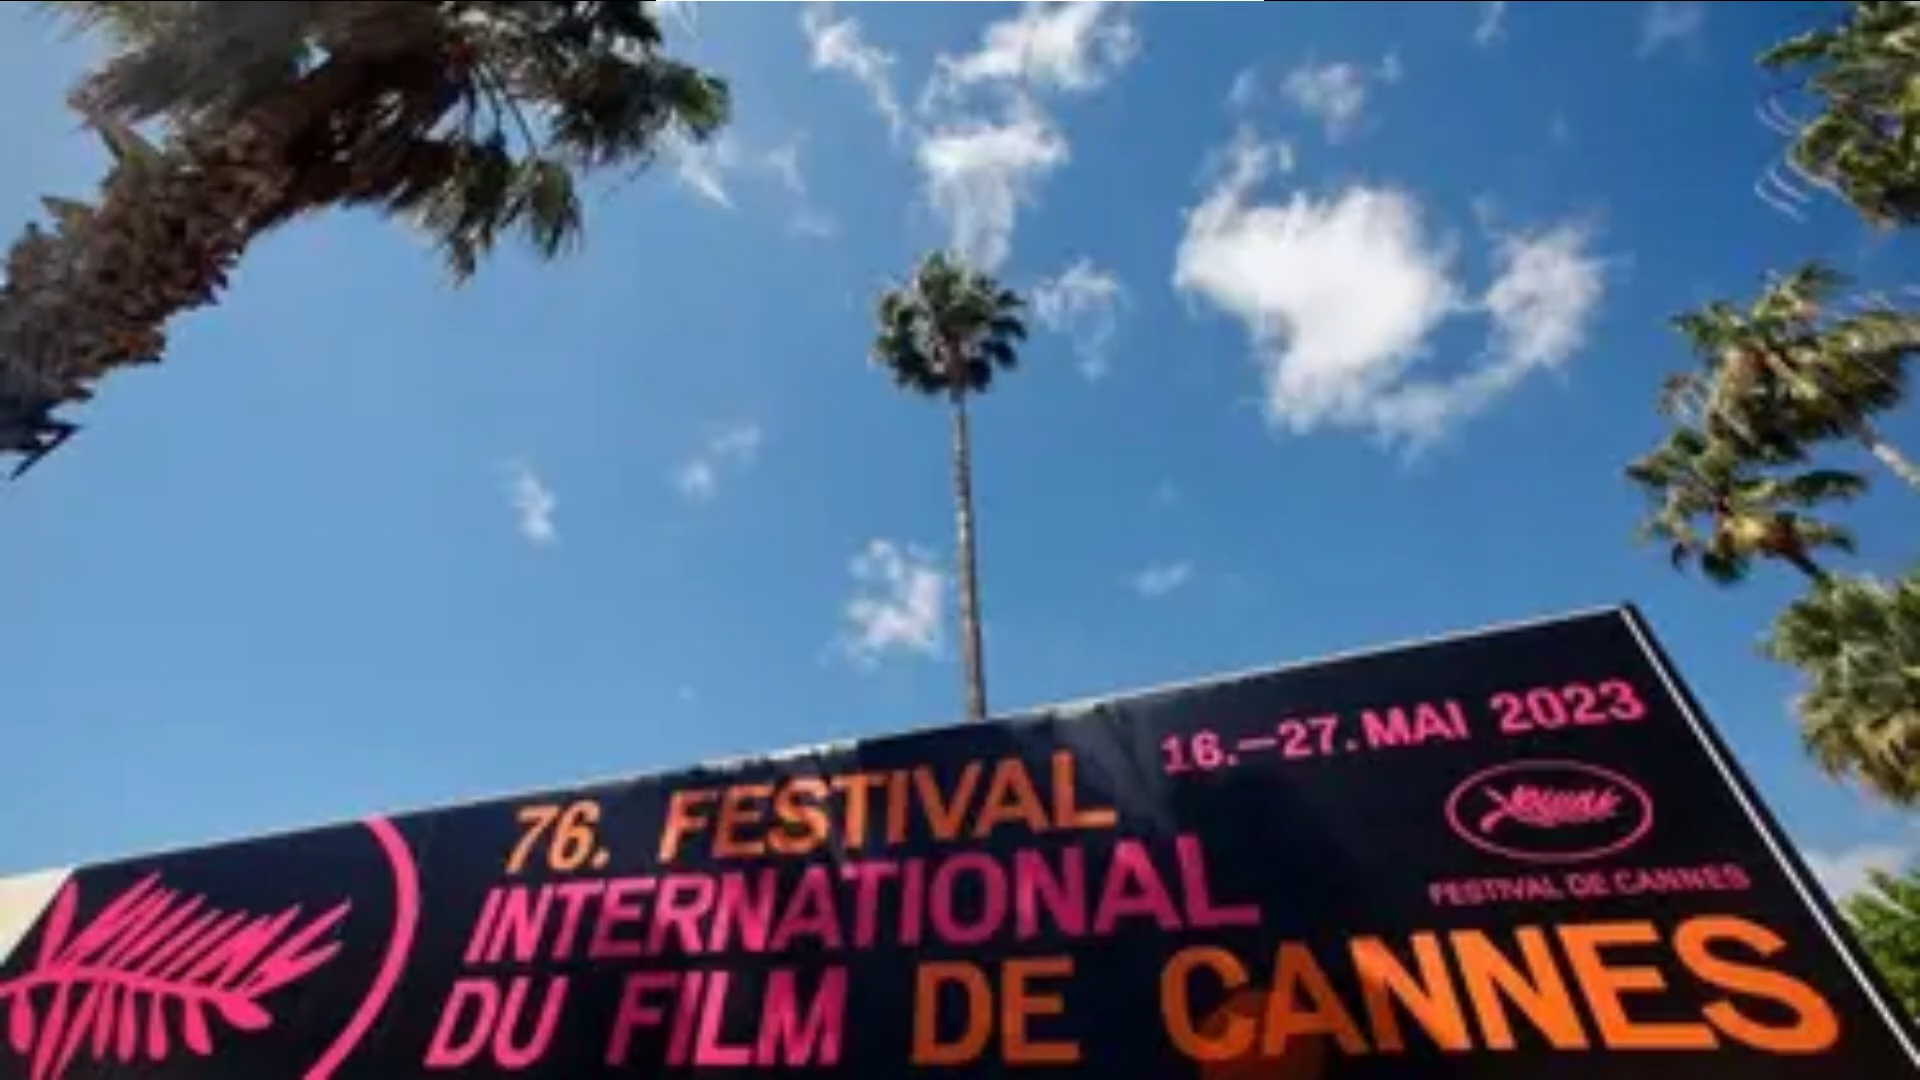 76. FESTIVAL
INTERNATIONAL
DU FILM DE CANNES
16.–27. MAI 2023
FESTIVAL DE CANNES